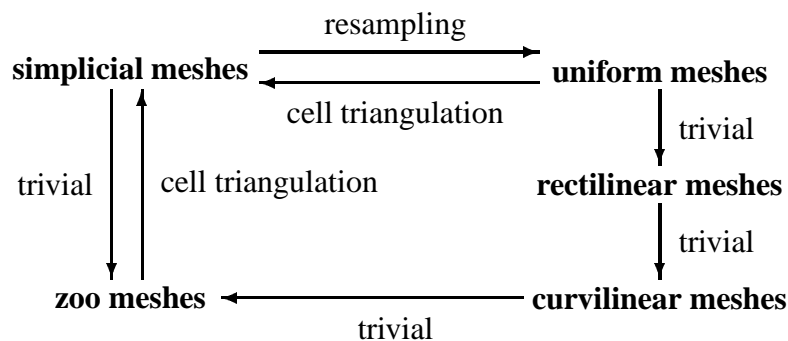 resampling
simplicial meshes
uniform meshes
cell triangulation
trivial
trivial
cell triangulation
rectilinear meshes
trivial
zoo meshes
curvilinear meshes
trivial